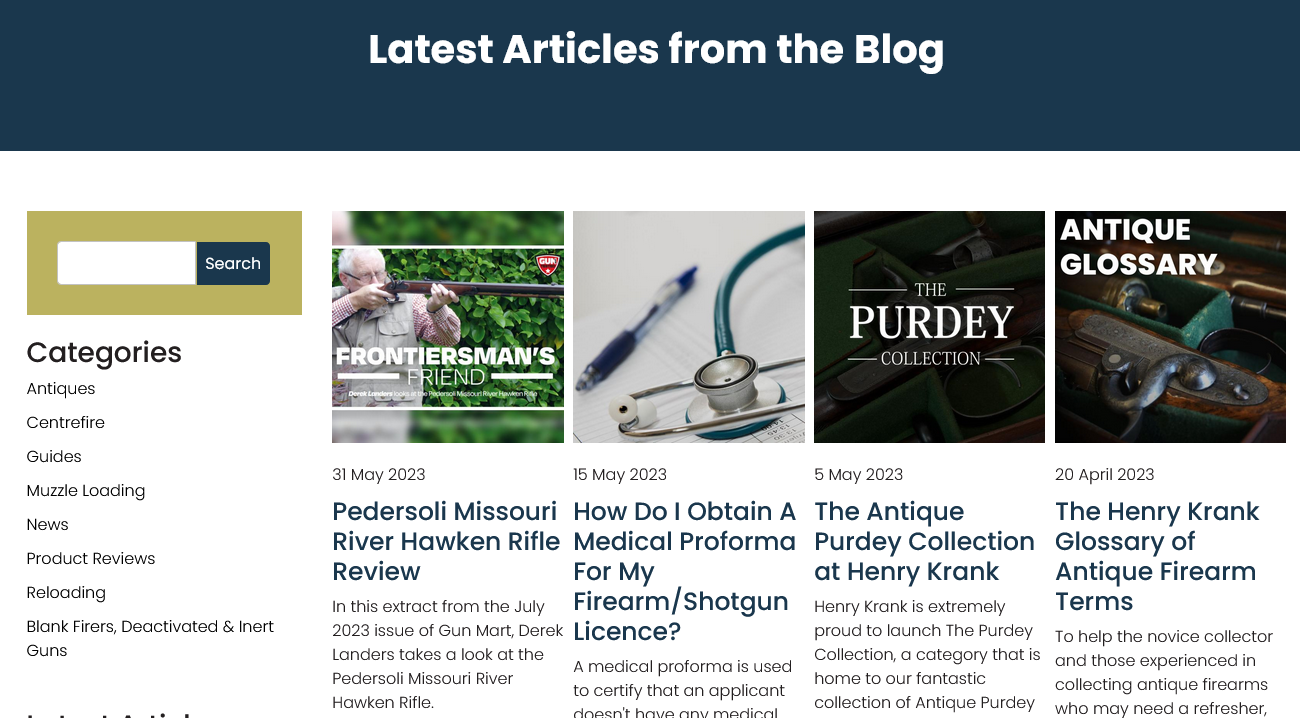 Latest Articles from the Blog
Search
Categories
Antiques
Centrefire
Guides
Muzzle Loading
News
Product Reviews
Reloading
Blank Firers, Deactivated & Inert
Guns
GUN
FRONTIERSMAN'S
FRIEND
Derek Landers looks at the Pedersoli Missouri River Hawken Rifle
31 May 2023
Pedersoli Missouri
River Hawken Rifle
Review
In this extract from the July
2023 issue of Gun Mart, Derek
Landers takes a look at the
Pedersoli Missouri River
Hawken Rifle.
15 May 2023
How Do I Obtain A
Medical Proforma
For My
Firearm/Shotgun
Licence?
A medical proforma is used
to certify that an applicant
doesn't have any medical
THE
PURDEY
COLLECTION
5 May 2023
The Antique
Purdey Collection
at Henry Krank
Henry Krank is extremely
proud to launch The Purdey
Collection, a category that is
home to our fantastic
collection of Antique Purdey
ANTIQUE
GLOSSARY
20 April 2023
The Henry Krank
Glossary of
Antique Firearm
Terms
To help the novice collector
and those experienced in
collecting antique firearms
who may need a refresher,